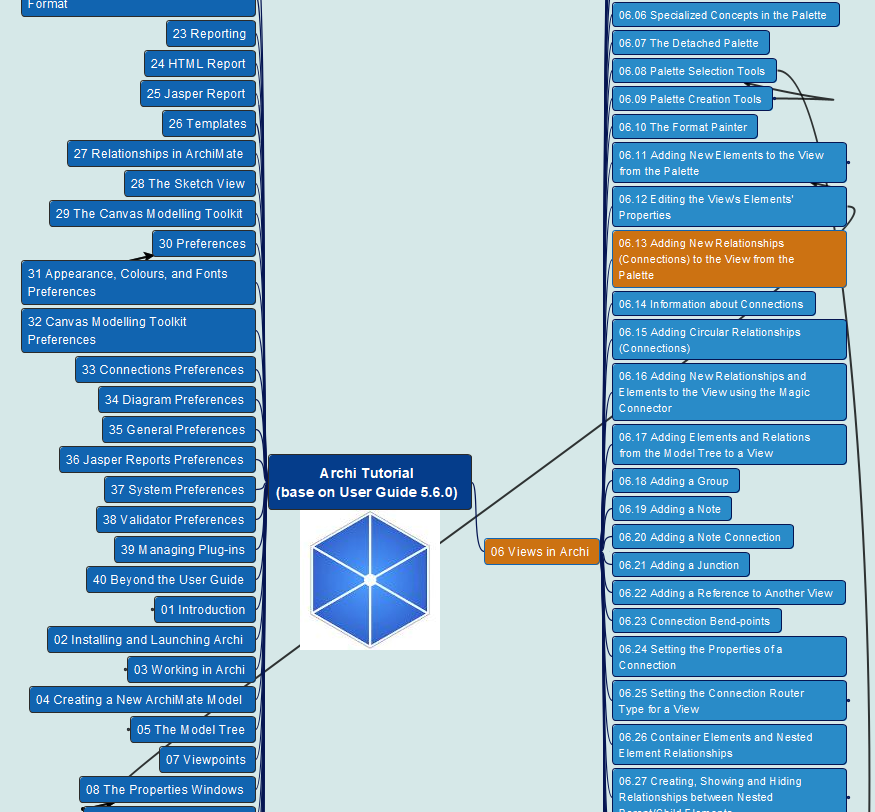 Format
23 Reporting
24 HTML Report
25 Jasper Report
26 Templates
27 Relationships in ArchiMate
28 The Sketch View
29 The Canvas Modelling Toolkit
30 Preferences
31 Appearance, Colours, and Fonts
Preferences
32 Canvas Modelling Toolkit
Preferences
33 Connections Preferences
34 Diagram Preferences
35 General Preferences
36 Jasper Reports Preferences
37 System Preferences
38 Validator Preferences
39 Managing Plug-ins
40 Beyond the User Guide
01 Introduction
02 Installing and Launching Archi
03 Working in Archi
04 Creating a New ArchiMate Model
05 The Model Tree
07 Viewpoints
08 The Properties Windows
Archi Tutorial
(base on User Guide 5.6.0)
06 Views in Archi
06.06 Specialized Concepts in the Palette
06.07 The Detached Palette
06.08 Palette Selection Tools
06.09 Palette Creation Tools
06.10 The Format Painter
06.11 Adding New Elements to the View
from the Palette
06.12 Editing the View's Elements'
Properties
06.13 Adding New Relationships
(Connections) to the View from the
Palette
06.14 Information about Connections
06.15 Adding Circular Relationships
(Connections)
06.16 Adding New Relationships and
Elements to the View using the Magic
Connector
06.17 Adding Elements and Relations
from the Model Tree to a View
06.18 Adding a Group
06.19 Adding a Note
06.20 Adding a Note Connection
06.21 Adding a Junction
06.22 Adding a Reference to Another View
06.23 Connection Bend-points
06.24 Setting the Properties of a
Connection
06.25 Setting the Connection Router
Type for a View
06.26 Container Elements and Nested
Element Relationships
06.27 Creating, Showing and Hiding
Relationships between Nested
Parent/Child Elements